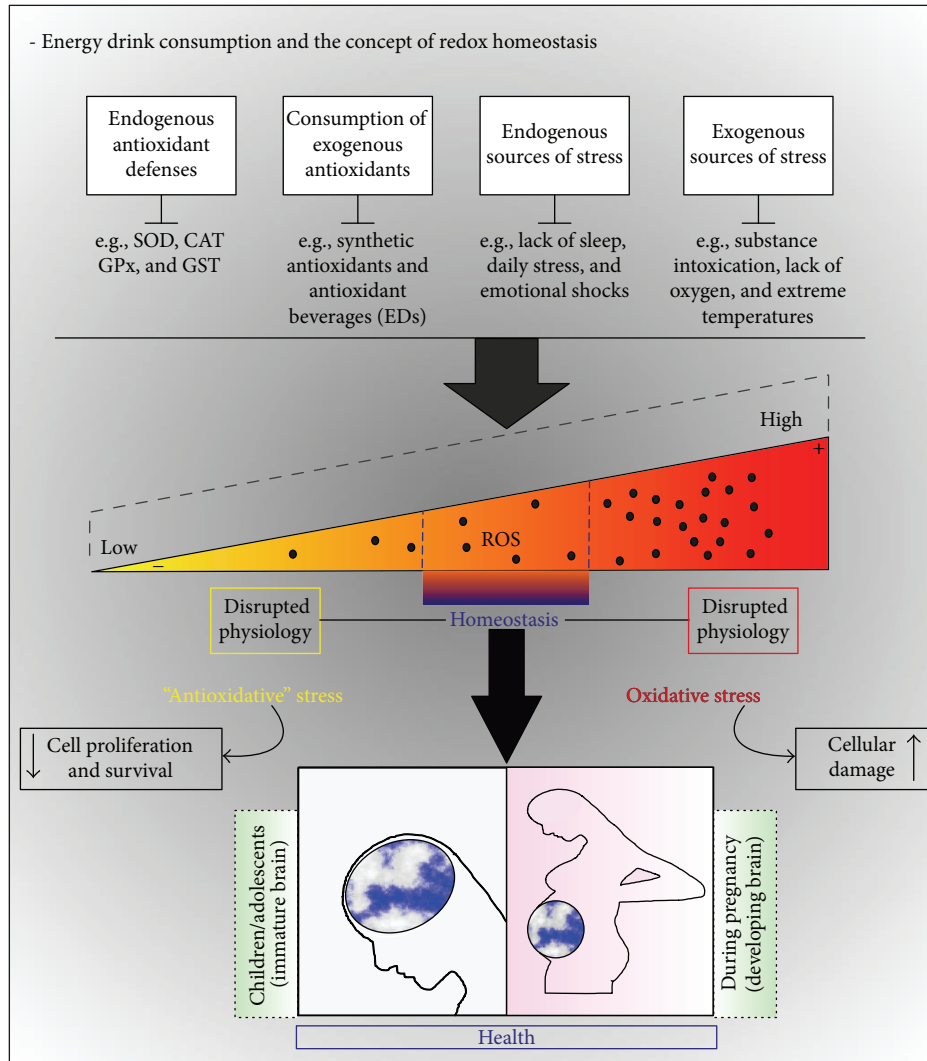 - Energy drink consumption and the concept of redox homeostasis
Endogenous
antioxidant
defenses
Consumption of
exogenous
antioxidants
Endogenous
sources of stress
Exogenous
sources of stress
e.g., SOD, CAT
GPx, and GST
e.g., synthetic
antioxidants and
antioxidant
beverages (EDs)
e.g., lack of sleep,
daily stress, and
emotional shocks
e.g., substance
intoxication, lack of
oxygen, and extreme
temperatures
High
+
Low
−
ROS
Disrupted
physiology
Homeostasis
Disrupted
physiology
"Antioxidative" stress
Oxidative stress
↓ Cell proliferation
and survival
Cellular ↑
damage
Children/adolescents
(immature brain)
During pregnancy
(developing brain)
Health